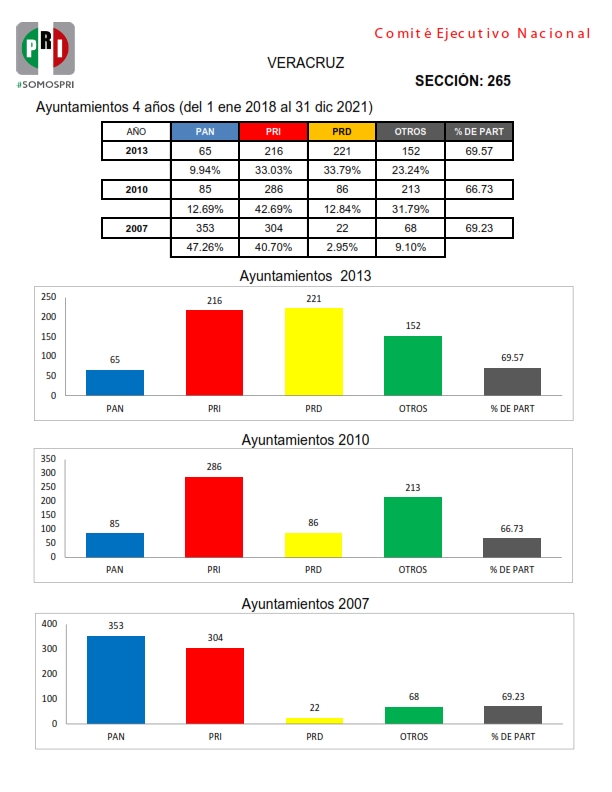 Comité Ejecutivo Nacional
PRI
#SOMOSPRI
VERACRUZ
SECCIÓN: 265
Ayuntamientos 4 años (del 1 ene 2018 al 31 dic 2021)
AÑO PAN PRI PRD OTROS % DE PART
2013 65 216 221 152 69.57
9.94% 33.03% 33.79% 23.24%
2010 85 286 86 213 66.73
12.69% 42.69% 12.84% 31.79%
2007 353 304 22 68 69.23
47.26% 40.70% 2.95% 9.10%
Ayuntamientos 2013
250
200
150
100
50
0
65 216 221 152 69.57
PAN PRI PRD OTROS % DE PART
Ayuntamientos 2010
350
300
250
200
150
100
50
0
85 286 86 213 66.73
PAN PRI PRD OTROS % DE PART
Ayuntamientos 2007
400
300
200
100
0
353 304 22 68 69.23
PAN PRI PRD OTROS % DE PART